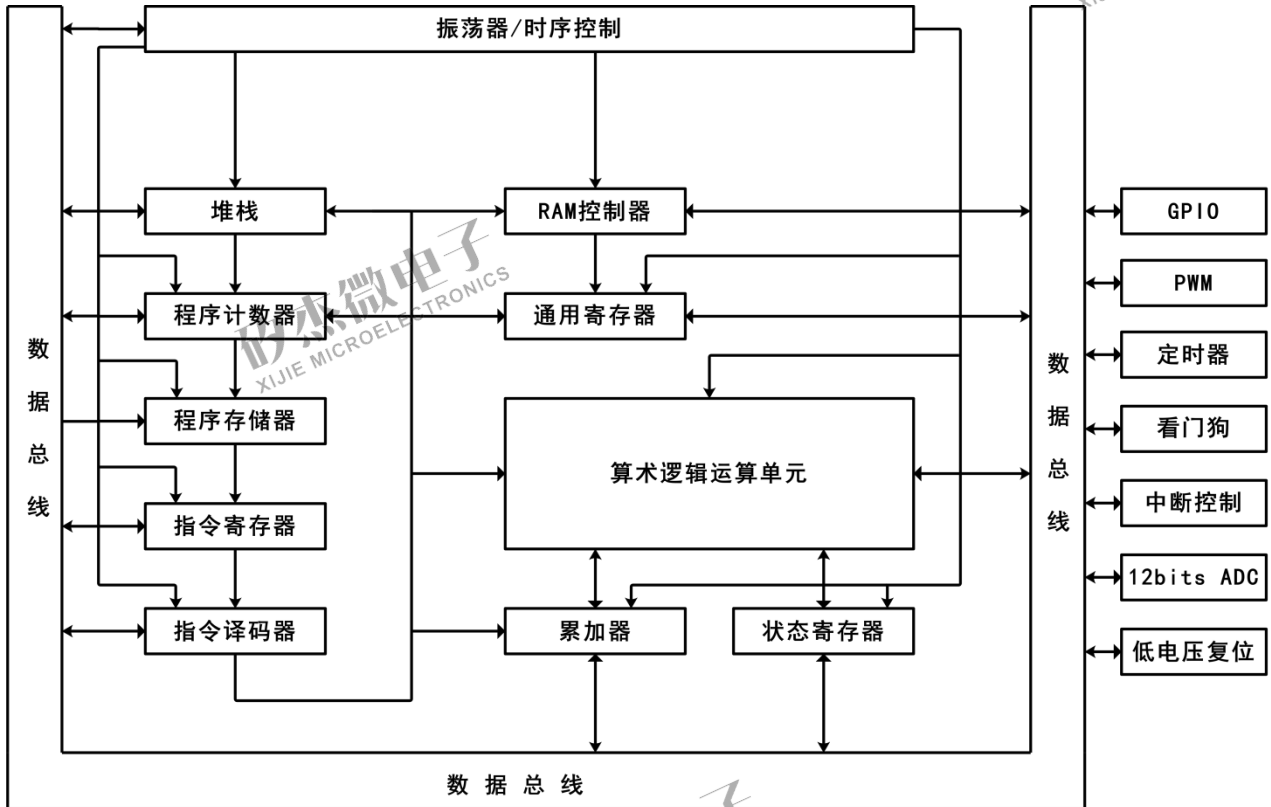 振荡器/时序控制
堆栈
RAM控制器
GPIO
PWM
程序计数器
通用寄存器
定时器
数据总线
数据总线
程序存储器
看门狗
算术逻辑运算单元
中断控制
指令寄存器
12bits ADC
指令译码器
累加器
状态寄存器
低电压复位
数据总线
矽杰微电子
XIJIE MICROELECTRONICS